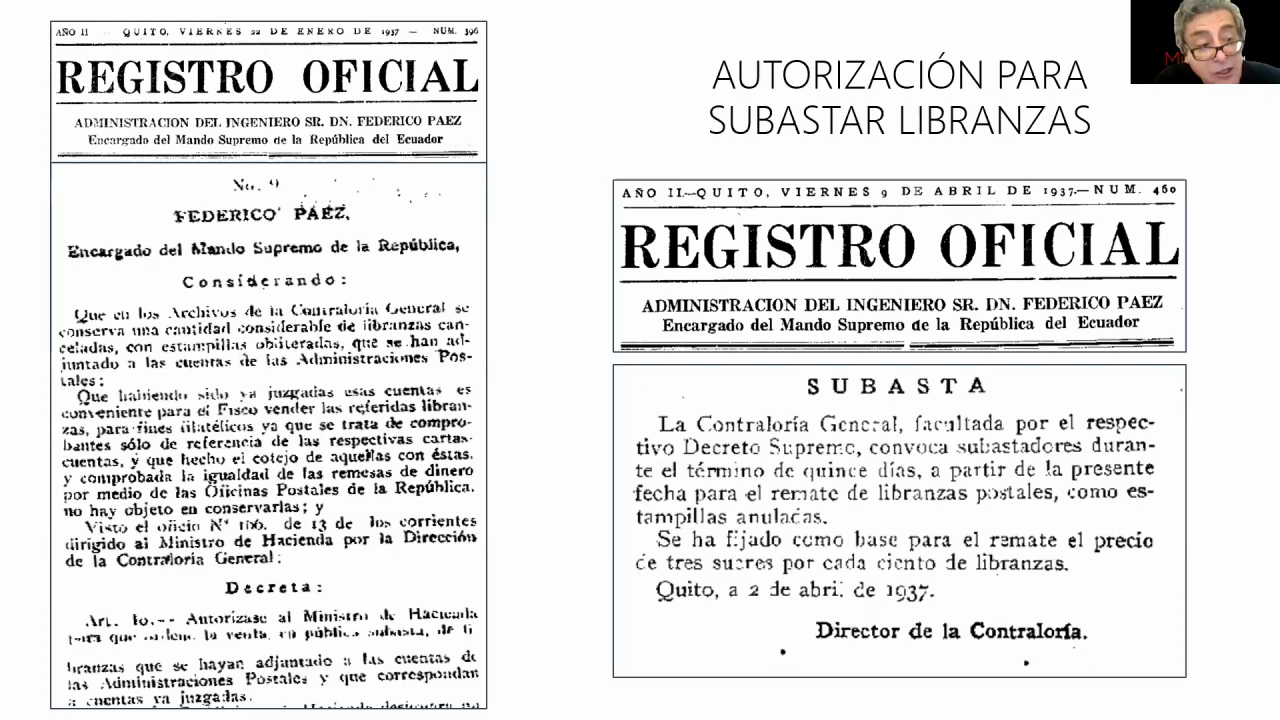 AÑO II QUITO, VIERNES 22 DE ENERO DE 1937 — NUM. 396
REGISTRO OFICIAL
ADMINISTRACION DEL INGENIERO SR. DN. FEDERICO PAEZ
Encargado del Mando Supremo de la República del Ecuador
No. 9
FEDERICO PAEZ,
Encargado del Mando Supremo de la República,
Considerando:
Que en los Archivos de la Contraloría General se
conserva una cantidad considerable de libranzas can-
celadas, con estampillas obliteradas, que se han ad-
juntado a las cuentas de las Administraciones Pos-
tales;
Que habiendo sido ya juzgadas esas cuentas es
conveniente para el Fisco vender las referidas libran-
zas, para fines filatélicos ya que se trata de compro-
bantes sólo de referencia de las respectivas cartas-
cuentas, y que hecho el cotejo de aquellas con éstas,
y comprobada la igualdad de las remesas de dinero
por medio de las Oficinas Postales de la República,
no hay objeto en conservarlas; y
Visto el oficio N° 166, de 13 de los corrientes
dirigido al Ministro de Hacienda por la Dirección
de la Contraloría General;
Decreta:
Art. 1o.-- Autorízase al Ministro de Hacienda
para que ordene la venta, en pública subasta, de li
branzas que se hayan adjuntado a las cuentas de
las Administraciones Postales y que correspondan
a cuentas ya juzgadas.
AUTORIZACIÓN PARA
SUBASTAR LIBRANZAS
AÑO II.—QUITO, VIERNES 9 DE ABRIL DE 1937.—NUM. 460
REGISTRO OFICIAL
ADMINISTRACION DEL INGENIERO SR. DN. FEDERICO PAEZ
Encargado del Mando Supremo de la República del Ecuador
SUBASTA
La Contraloría General, facultada por el respec-
tivo Decreto Supremo, convoca subastadores duran-
te el término de quince días, a partir de la presente
fecha para el remate de libranzas postales, como es-
tampillas anuladas.
Se ha fijado como base para el remate el precio
de tres sucres por cada ciento de libranzas.
Quito, a 2 de abril de 1937.
Director de la Contraloría.